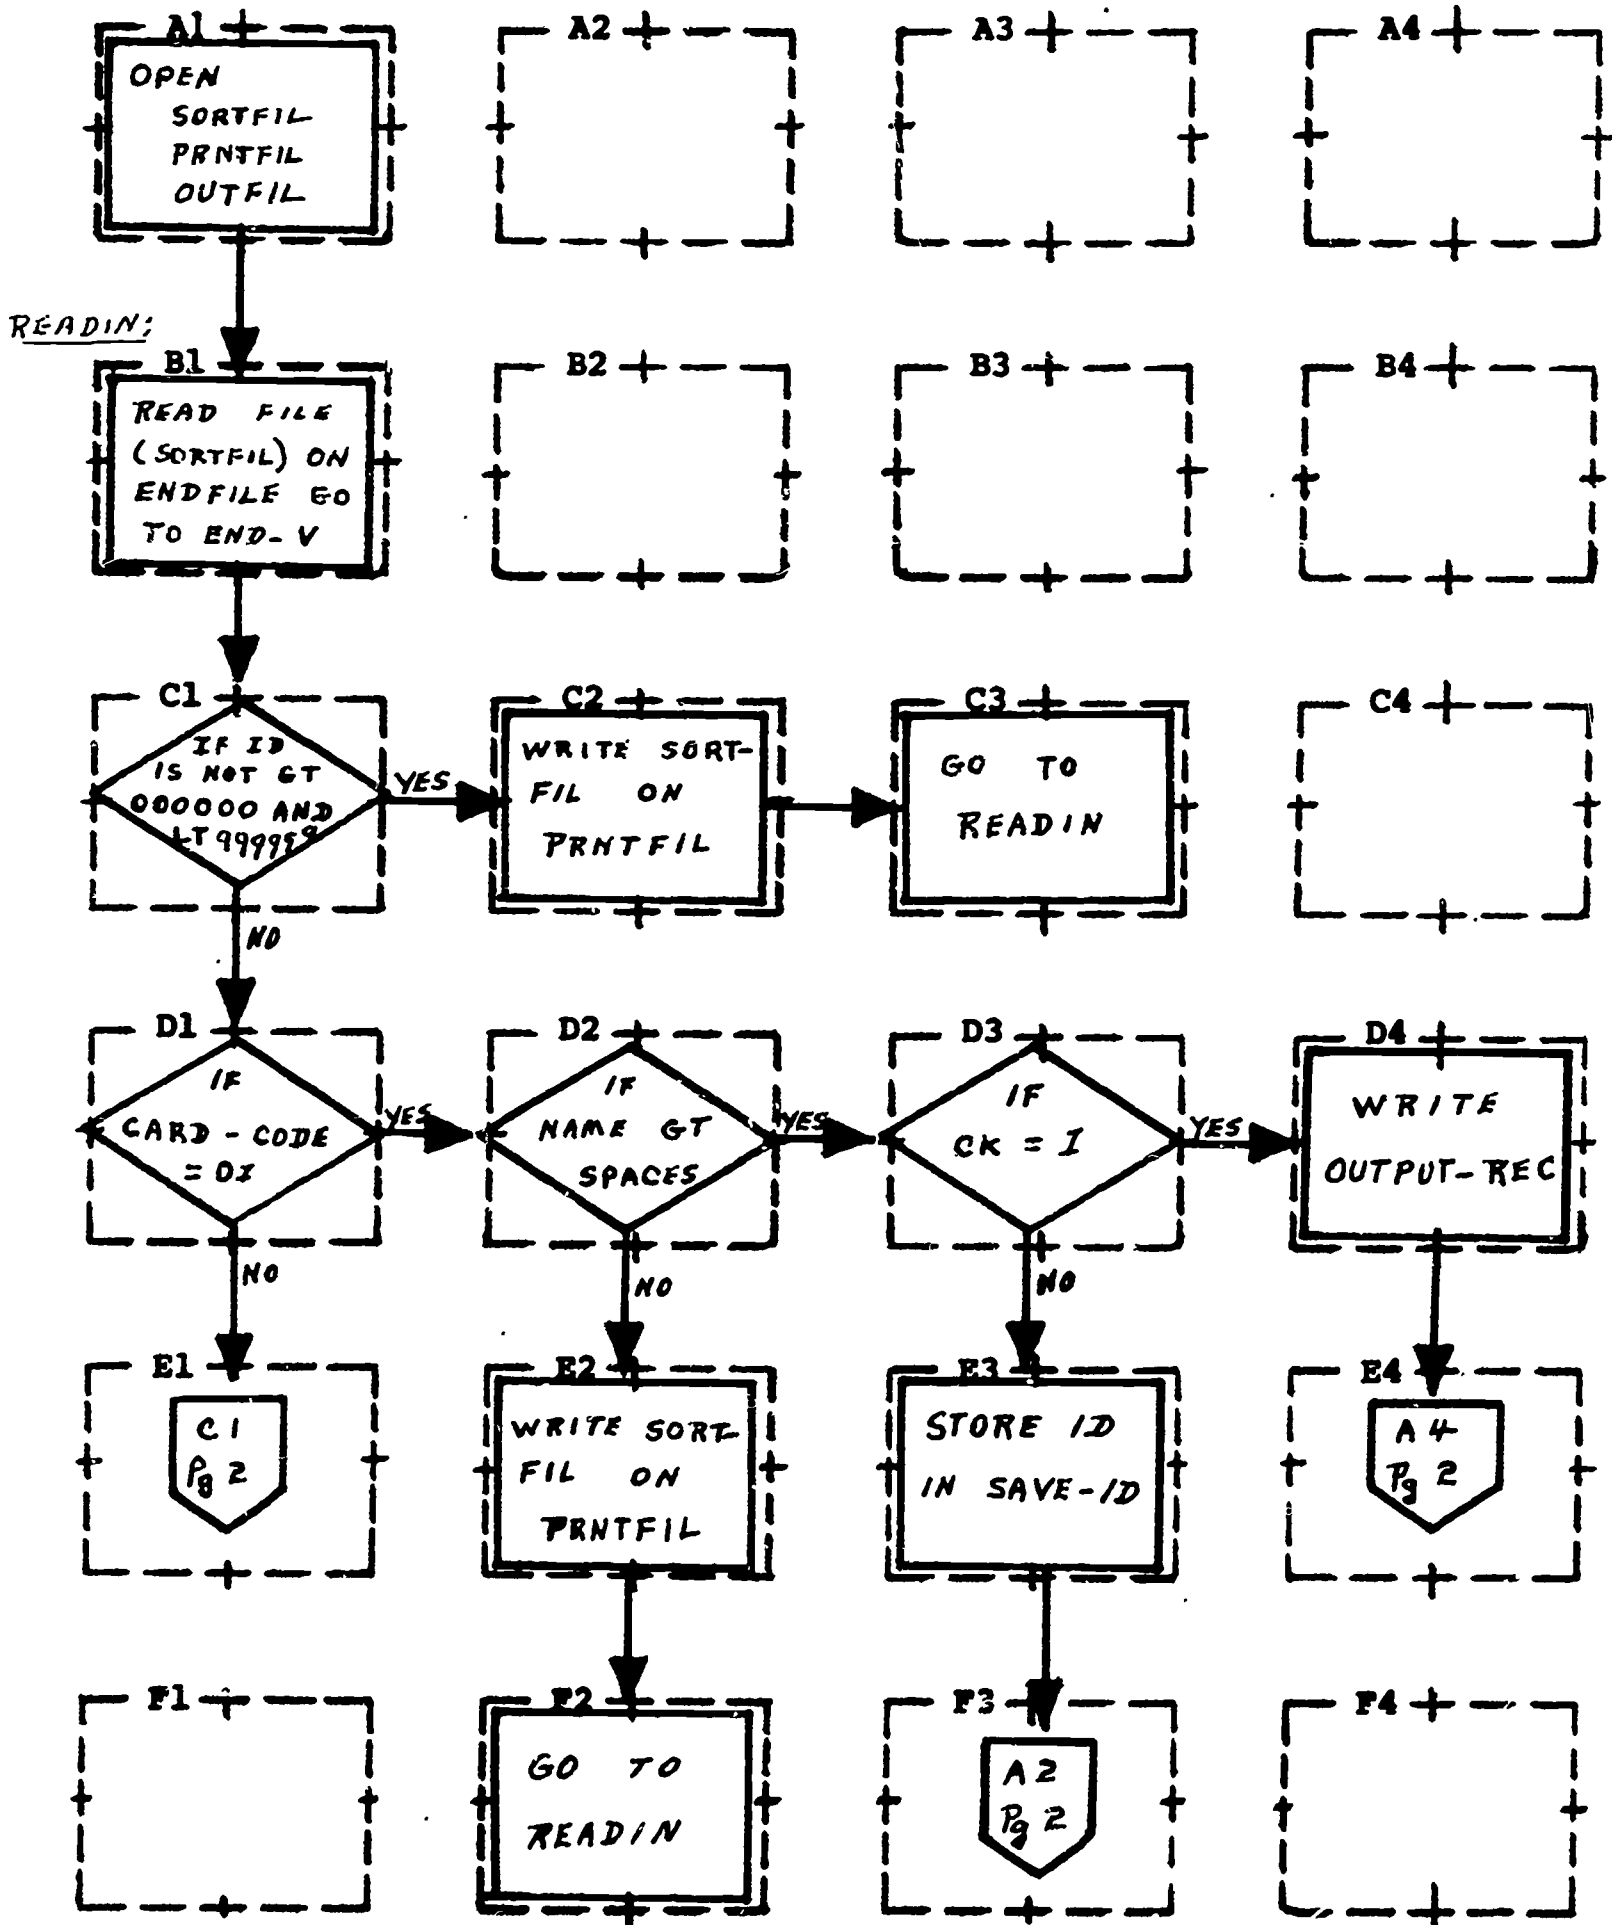 A1
OPEN
SORTFIL
PRNTFIL
OUTFIL
A2
A3
A4
READIN:
B1
READ FILE
(SORTFIL) ON
ENDFILE GO
TO END-V
B2
B3
B4
C1
IF ID
IS NOT GT
000000 AND
LT 999999
YES
C2
WRITE SORT-
FIL ON
PRNTFIL
C3
GO TO
READIN
C4
NO
D1
IF
CARD-CODE
= 01
YES
D2
IF
NAME GT
SPACES
YES
D3
IF
CK = 1
YES
D4
WRITE
OUTPUT-REC
NO
NO
NO
E1
C1
Pg 2
E2
WRITE SORT-
FIL ON
PRNTFIL
E3
STORE ID
IN SAVE-ID
E4
A4
Pg 2
F1
F2
GO TO
READIN
F3
A2
Pg 2
F4